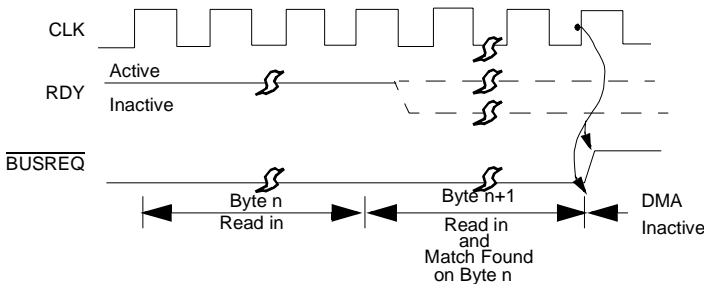 CLK
Active
RDY
Inactive
BUSREQ
Byte n
Read in
Byte n+1
Read in
and
Match Found
on Byte n
DMA
Inactive